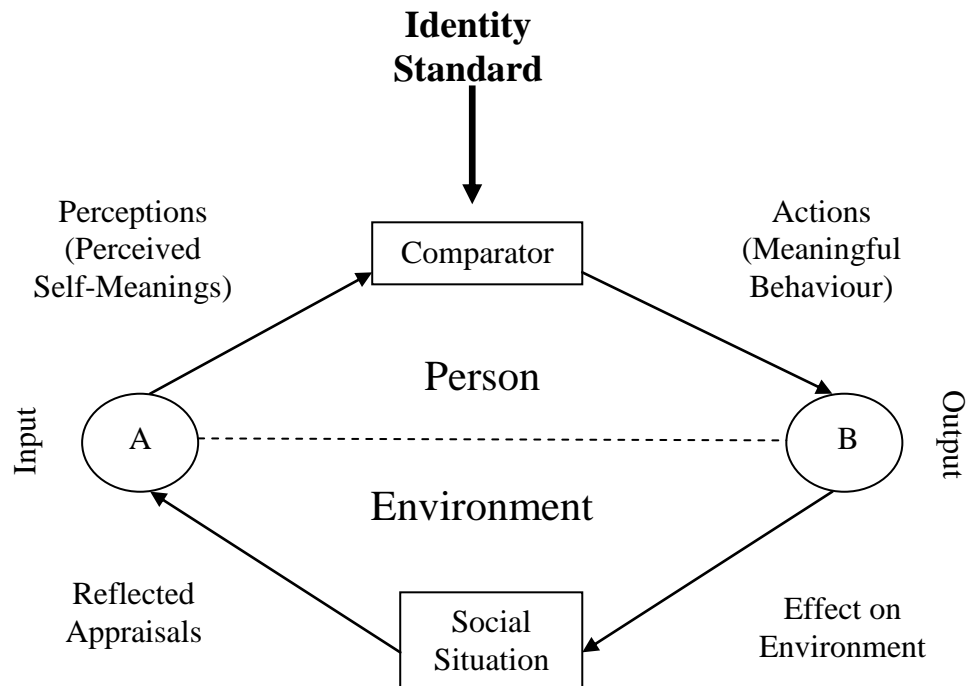 Identity
Standard
Perceptions
(Perceived
Self-Meanings)
Comparator
Actions
(Meaningful
Behaviour)
Person
Input
A
B
Output
Environment
Reflected
Appraisals
Social
Situation
Effect on
Environment